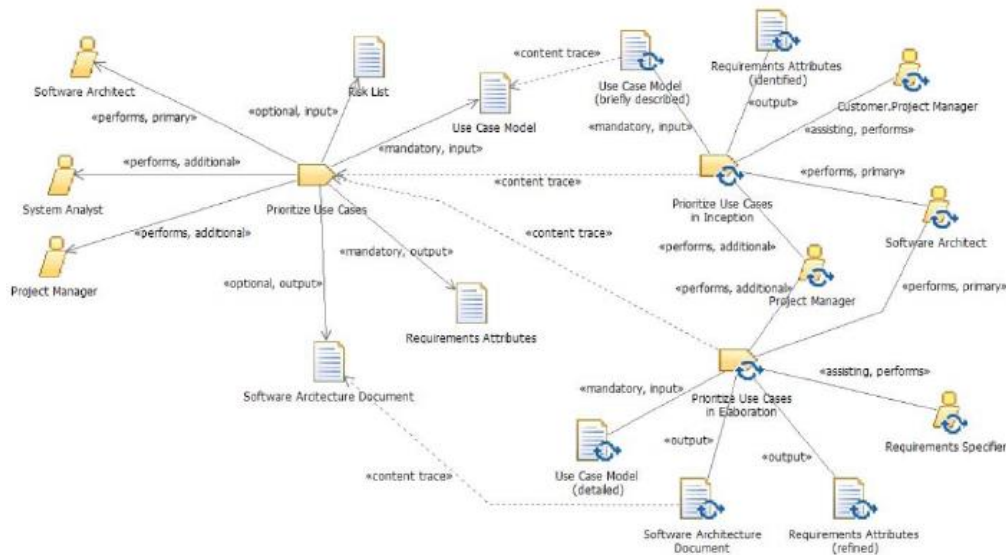 Software Architect
Risk List
«performs, primary»
«optional, input»
Use Case Model
«mandatory, input»
«performs, additional»
System Analyst
Prioritize Use Cases
«performs, additional»
Project Manager
«mandatory, output»
«optional, output»
Requirements Attributes
Software Arcitecture Document
«content trace»
Use Case Model
(briefly described)
Requirements Attributes
(identified)
Customer.Project Manager
«output»
«mandatory, input»
«assisting, performs»
«content trace»
«performs, primary»
Prioritize Use Cases
in Inception
Software Architect
«content trace»
«performs, additional»
«performs, additional»
Project Manager
«performs, primary»
«mandatory, input»
Prioritize Use Cases
in Elaboration
«assisting, performs»
Requirements Specifier
«output»
«output»
Use Case Model
(detailed)
«content trace»
Software Architecture
Document
Requirements Attributes
(refined)